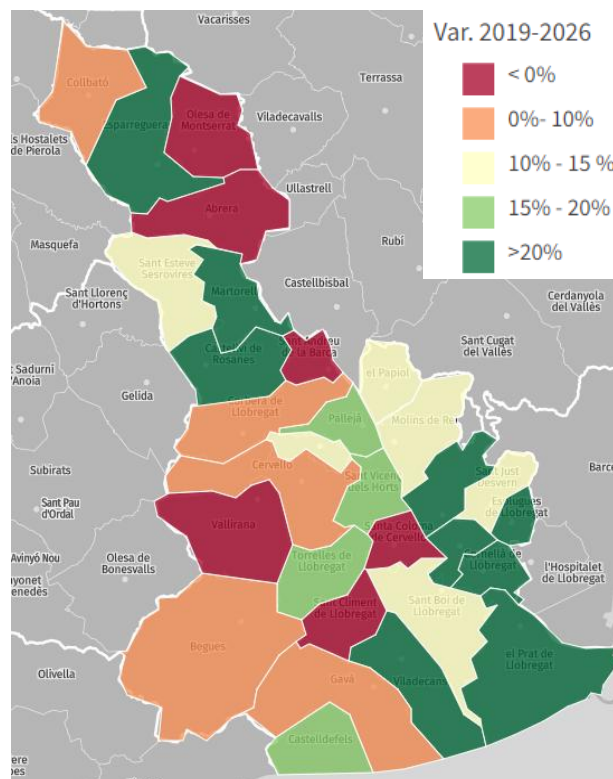 Vacarisses
Var. 2019-2026
< 0%
0%- 10%
10% - 15 %
15% - 20%
>20%
Terrassa
Collbató
Olesa de
Montserrat
Viladecavalls
Esparreguera
s Hostalets
de Pierola
Ullastrell
Abrera
Masquefa
Rubí
Sant Esteve
Sesrovires
Castellbisbal
Martorell
Sant Llorenç
d'Hortons
Cerdanyola
del Vallès
Sant Andreu
de la Barca
Sant Cugat
del Vallès
Castellví de
Rosanes
t Sadurní
d'Anoia
el Papiol
Gelida
Corbera de
Llobregat
Pallejà
Molins de Rei
Cervelló
Subirats
Sant Vicenç
dels Horts
Sant Just
Desvern
Barce
Sant Pau
d'Ordal
Esplugues
de Llobregat
Vallirana
Santa Coloma
de Cervelló
Avinyó Nou
Olesa de
Bonesvalls
Torrelles de
Llobregat
Cornellà de
Llobregat
l'Hospitalet
de Llobregat
Sant Climent
de Llobregat
Sant Boi de
Llobregat
Begues
el Prat de
Llobregat
Olivella
Gavà
Viladecans
Castelldefels